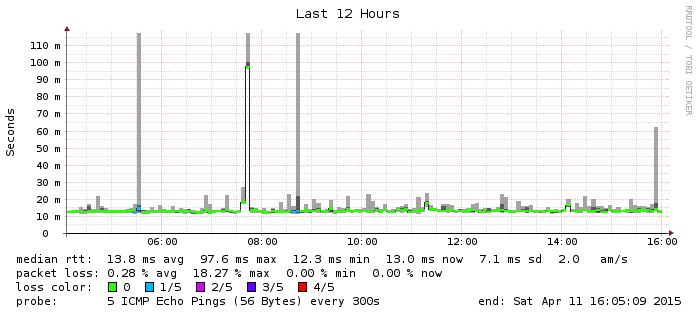 Last 12 Hours
RRDTOOL / TOBI OETIKER
Seconds
110 m
100 m
90 m
80 m
70 m
60 m
50 m
40 m
30 m
20 m
10 m
0
06:00 08:00 10:00 12:00 14:00 16:00
median rtt: 13.8 ms avg 97.6 ms max 12.3 ms min 13.0 ms now 7.1 ms sd 2.0 am/s
packet loss: 0.28 % avg 18.27 % max 0.00 % min 0.00 % now
loss color: 0 1/5 2/5 3/5 4/5
probe: 5 ICMP Echo Pings (56 Bytes) every 300s end: Sat Apr 11 16:05:09 2015